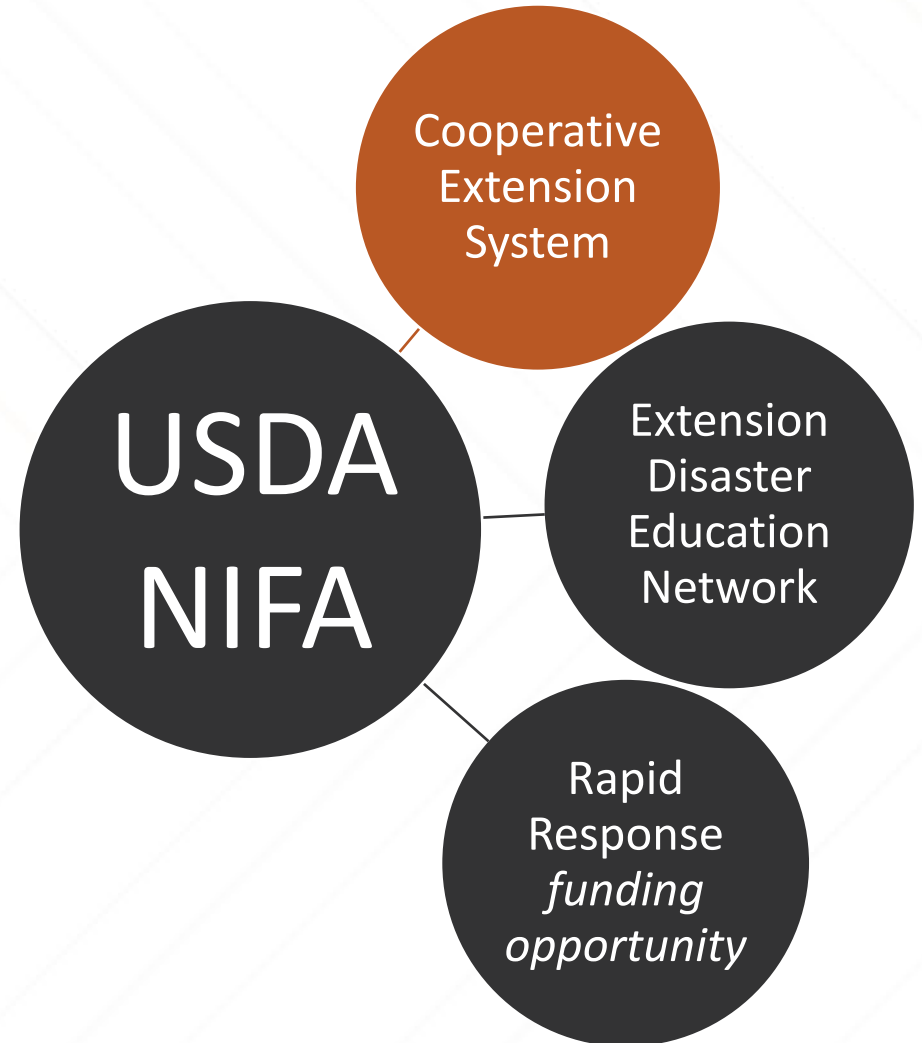 Cooperative
Extension
System
USDA
NIFA
Extension
Disaster
Education
Network
Rapid
Response
funding
opportunity